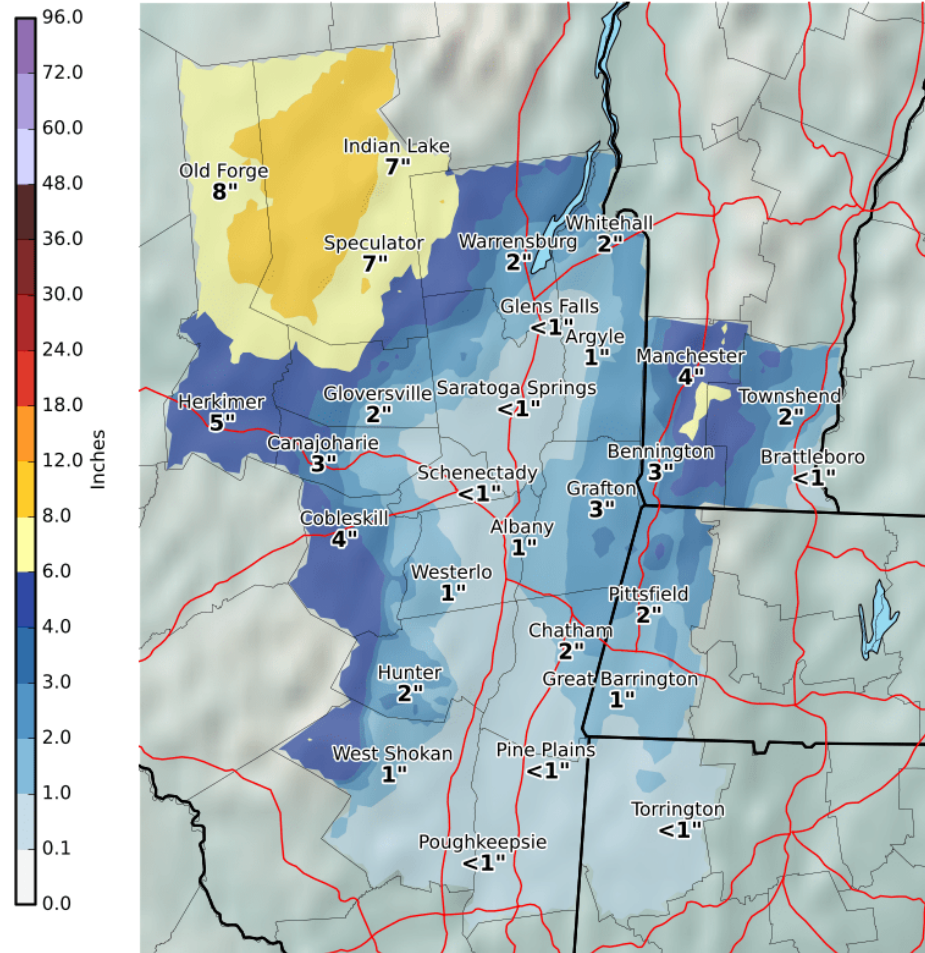 96.0
72.0
60.0
48.0
36.0
30.0
24.0
18.0
12.0
8.0
6.0
4.0
3.0
2.0
1.0
0.1
0.0
Inches
Indian Lake
7"
Old Forge
8"
Speculator
7"
Warrensburg
2"
Whitehall
2"
Glens Falls
<1"
Argyle
1"
Manchester
4"
Saratoga Springs
<1"
Gloversville
2"
Herkimer
5"
Townshend
2"
Canajoharie
3"
Bennington
3"
Brattleboro
<1"
Schenectady
<1"
Grafton
3"
Cobleskill
4"
Albany
1"
Westerlo
1"
Pittsfield
2"
Chatham
2"
Hunter
2"
Great Barrington
1"
West Shokan
1"
Pine Plains
<1"
Torrington
<1"
Poughkeepsie
<1"